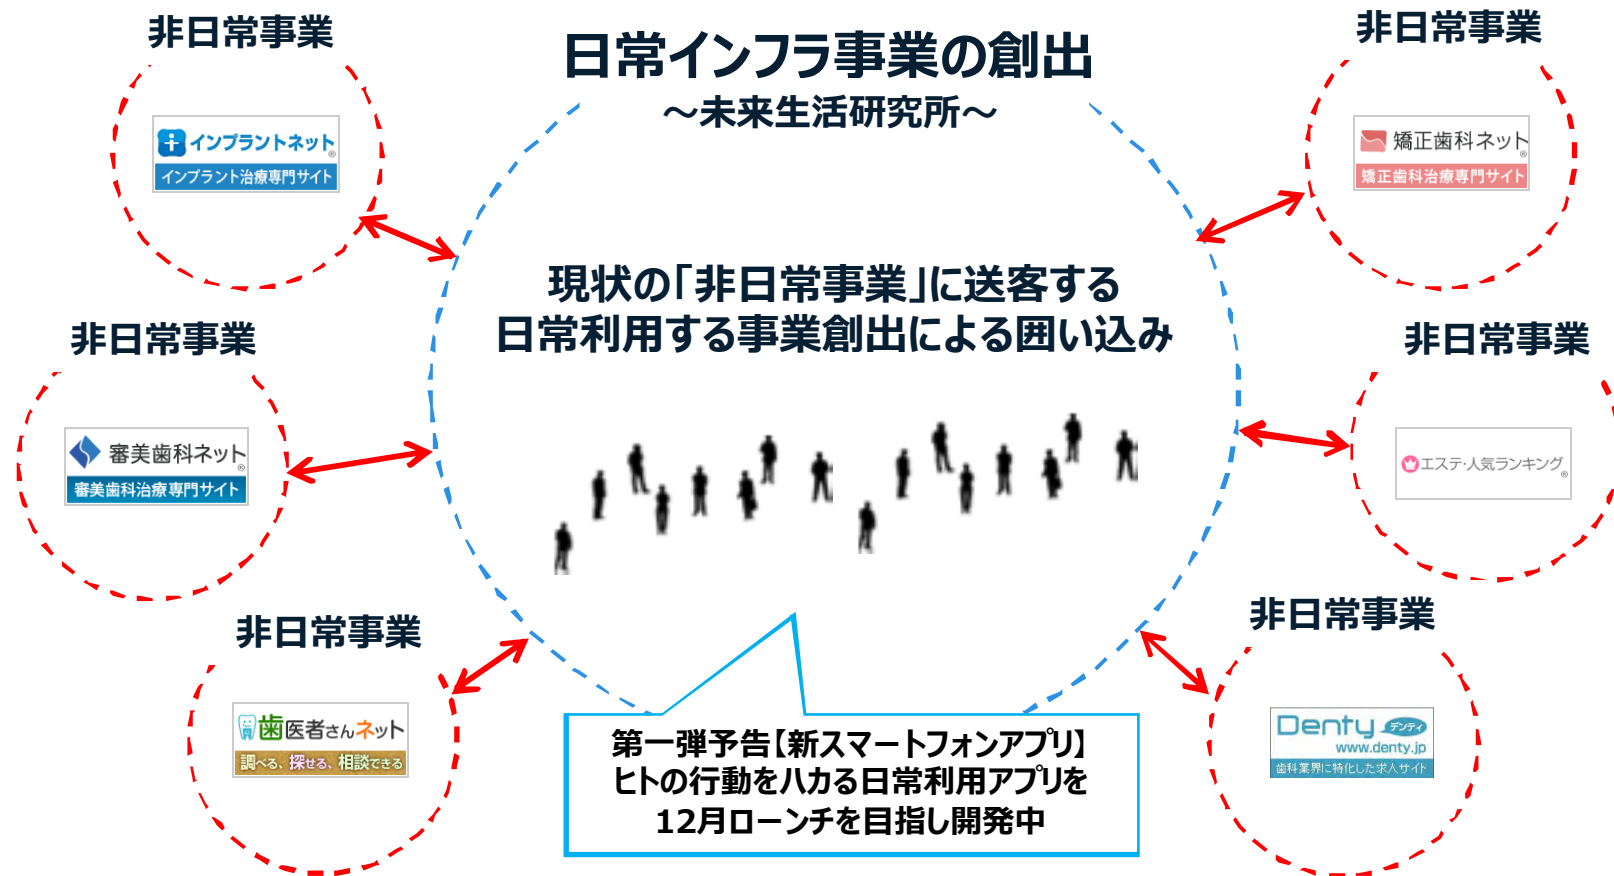 日常インフラ事業の創出
～未来生活研究所～
非日常事業
インプラントネット®
インプラント治療専門サイト
非日常事業
矯正歯科ネット®
矯正歯科治療専門サイト
現状の「非日常事業」に送客する
日常利用する事業創出による囲い込み
非日常事業
審美歯科ネット®
審美歯科治療専門サイト
非日常事業
エステ・人気ランキング®
非日常事業
歯医者さんネット
調べる、探せる、相談できる
非日常事業
Denty デンティ
www.denty.jp
歯科業界に特化した求人サイト
第一弾予告【新スマートフォンアプリ】
ヒトの行動をハカる日常利用アプリを
12月ローンチを目指し開発中